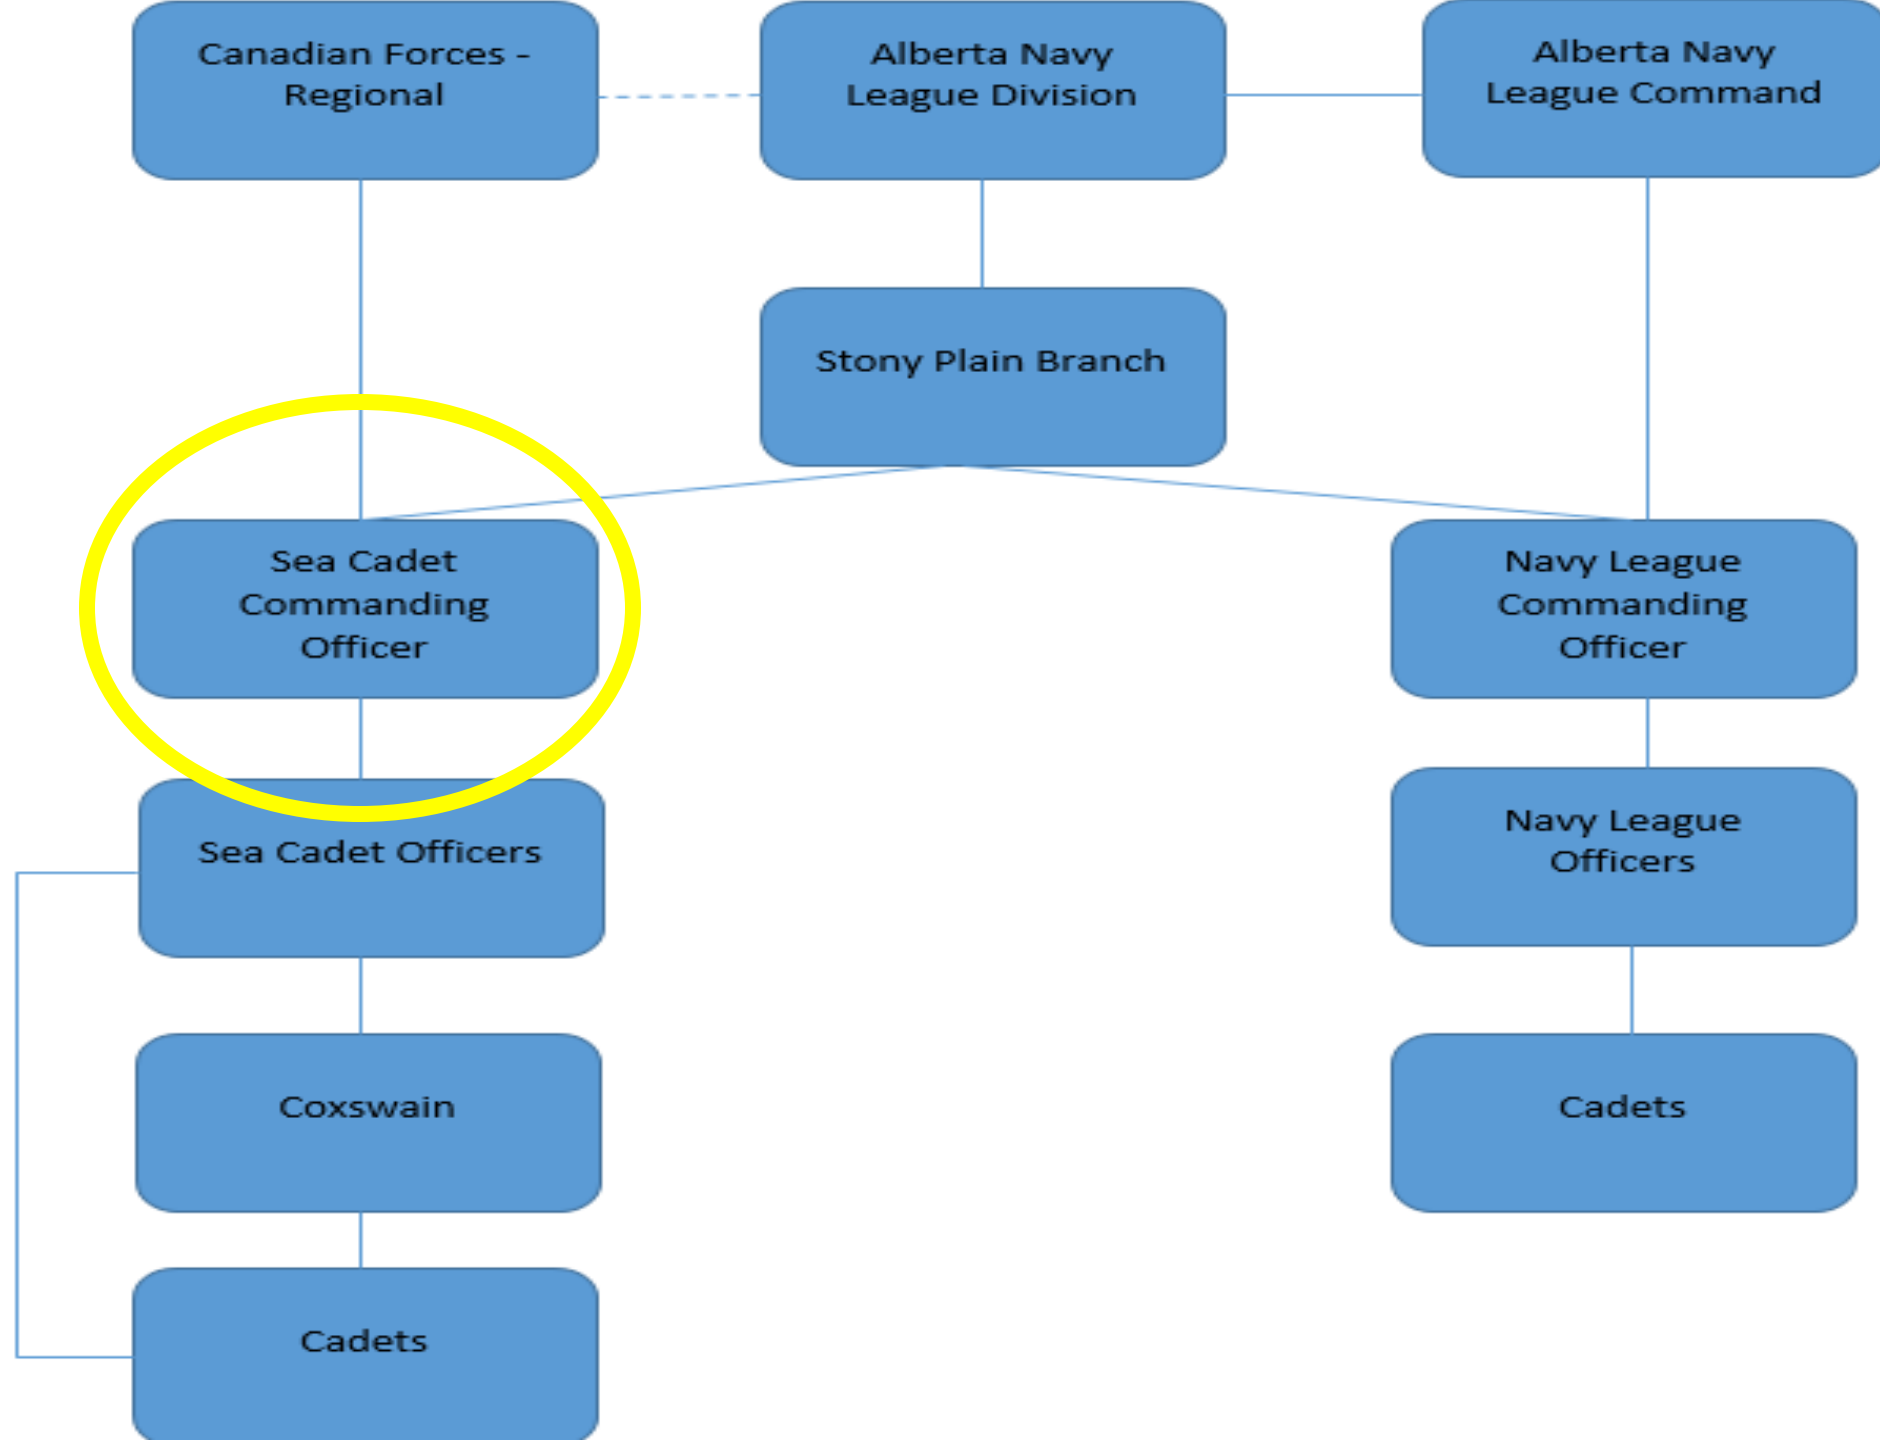 Canadian Forces -
Regional
Alberta Navy
League Division
Alberta Navy
League Command
Stony Plain Branch
Sea Cadet
Commanding
Officer
Navy League
Commanding
Officer
Sea Cadet Officers
Navy League
Officers
Coxswain
Cadets
Cadets